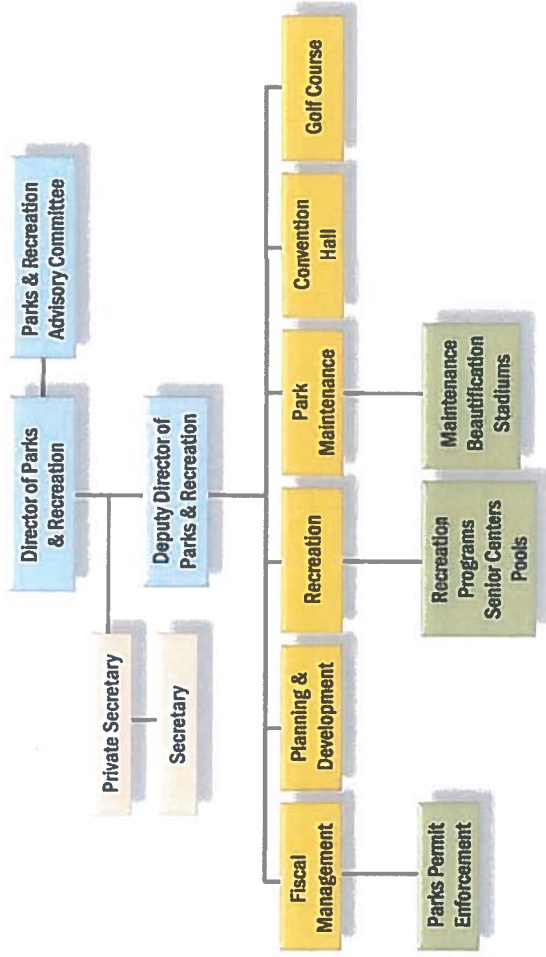 Director of Parks
& Recreation
Parks & Recreation
Advisory Committee
Private Secretary
Secretary
Deputy Director of
Parks & Recreation
Fiscal
Management
Planning &
Development
Recreation
Park
Maintenance
Convention
Hall
Golf Course
Parks Permit
Enforcement
Recreation
Programs
Senior Centers
Pools
Maintenance
Beautification
Stadiums